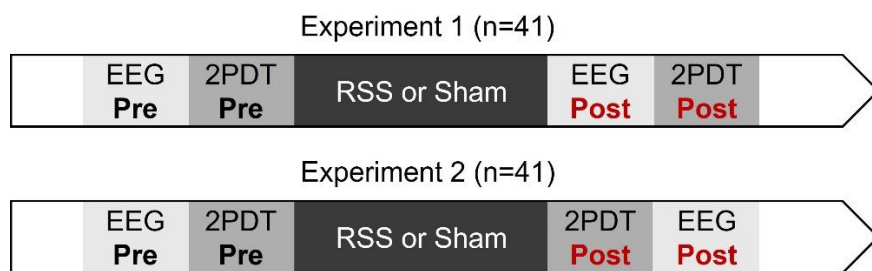 Experiment 1 (n=41)
EEG 2PDT RSS or Sham EEG 2PDT
Pre Pre Post Post
Experiment 2 (n=41)
EEG 2PDT RSS or Sham 2PDT EEG
Pre Pre Post Post